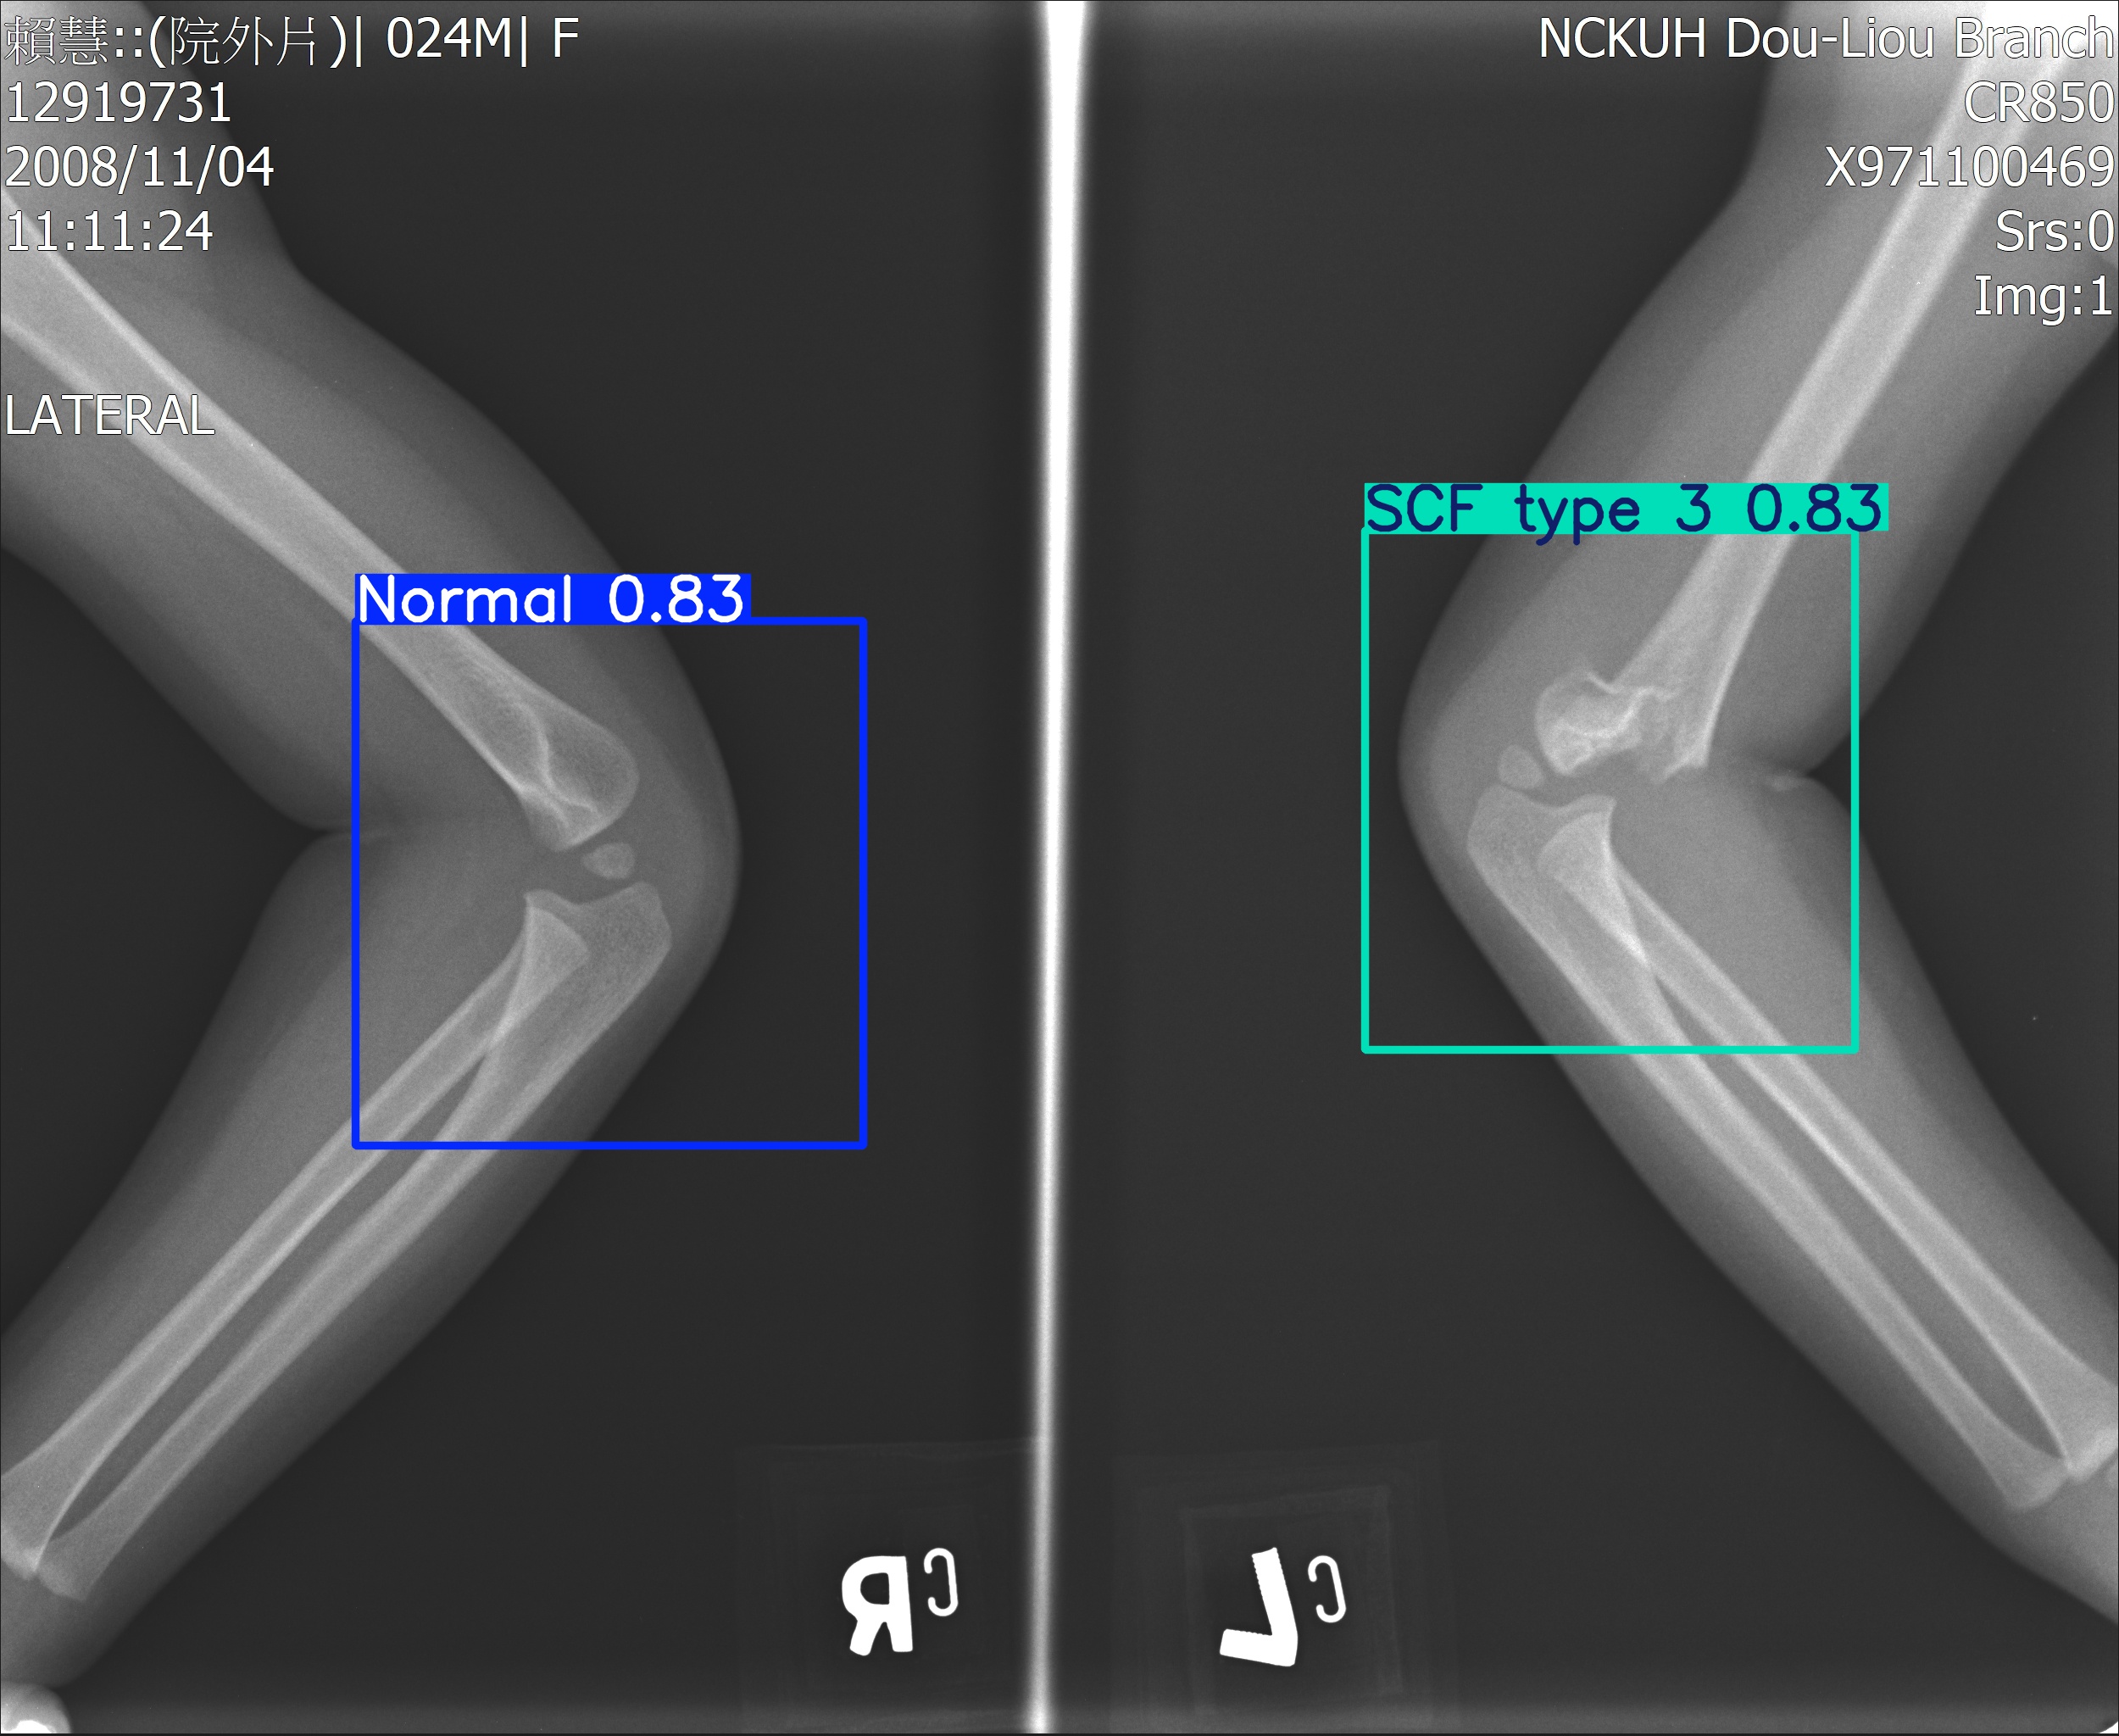 賴慧::(院外片)| 024M| F
12919731
2008/11/04
11:11:24
LATERAL
NCKUH Dou-Liou Branch
CR850
X971100469
Srs:0
Img:1
Normal 0.83
SCF type 3 0.83
R C
L C